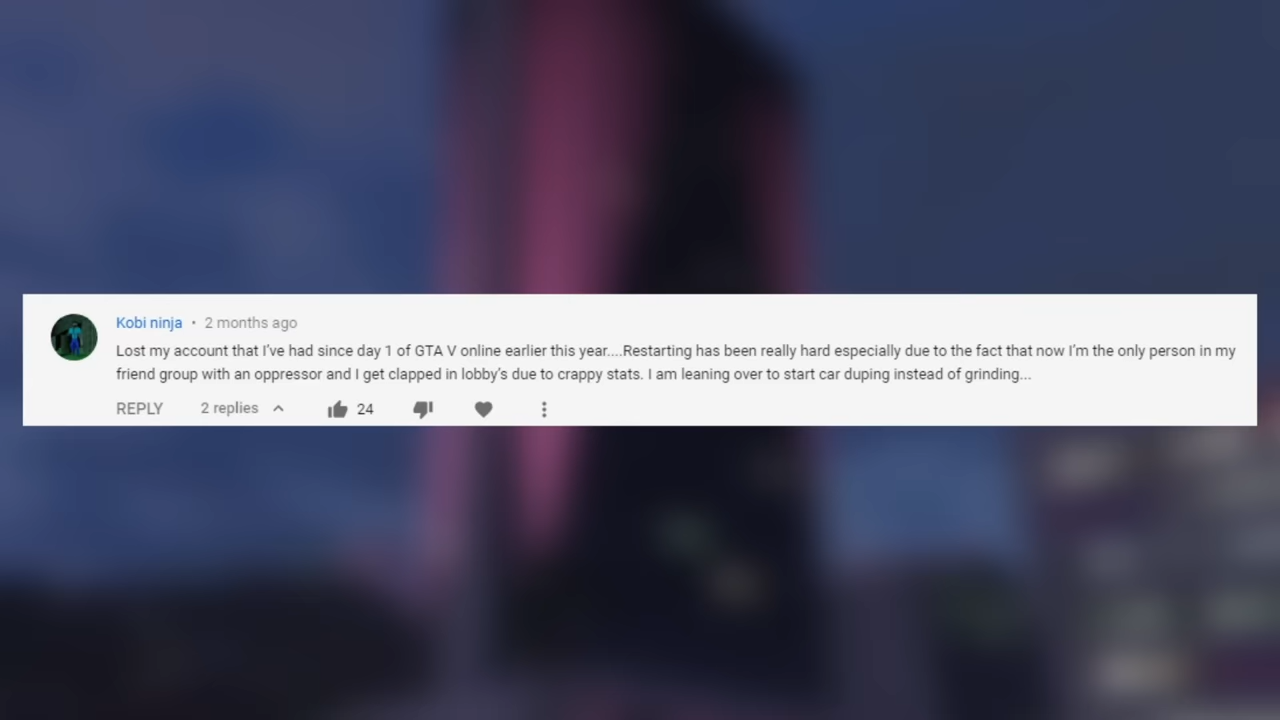 Kobi ninja • 2 months ago
Lost my account that I've had since day 1 of GTA V online earlier this year....Restarting has been really hard especially due to the fact that now I'm the only person in my
friend group with an oppressor and I get clapped in lobby's due to crappy stats. I am leaning over to start car duping instead of grinding...
REPLY 2 replies 24